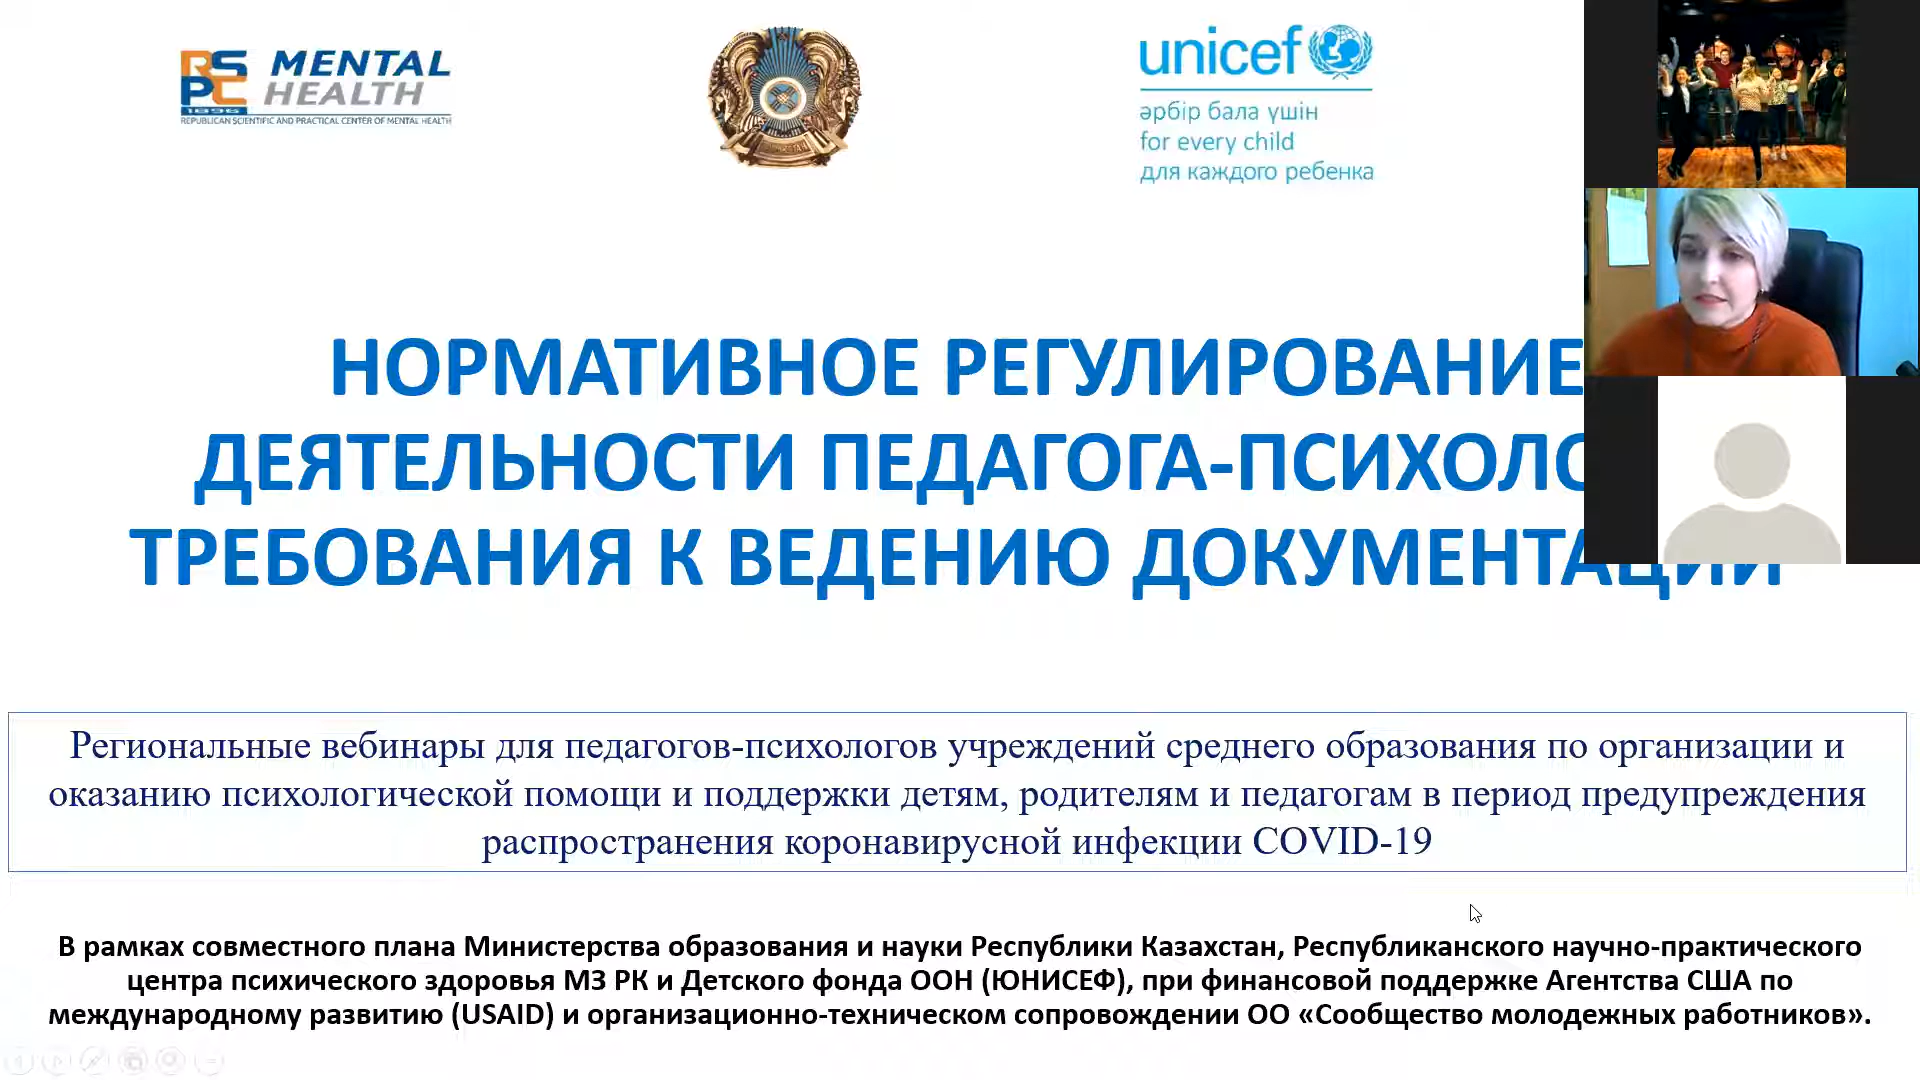 RS
PC
1896
MENTAL
HEALTH
REPUBLICAN SCIENTIFIC AND PRACTICAL CENTER OF MENTAL HEALTH
unicef
әрбір бала үшін
for every child
для каждого ребенка
НОРМАТИВНОЕ РЕГУЛИРОВАНИЕ
ДЕЯТЕЛЬНОСТИ ПЕДАГОГА-ПСИХОЛО
ТРЕБОВАНИЯ К ВЕДЕНИЮ ДОКУМЕНТАЦИИ
Региональные вебинары для педагогов-психологов учреждений среднего образования по организации и
оказанию психологической помощи и поддержки детям, родителям и педагогам в период предупреждения
распространения коронавирусной инфекции COVID-19
В рамках совместного плана Министерства образования и науки Республики Казахстан, Республиканского научно-практического
центра психического здоровья МЗ РК и Детского фонда ООН (ЮНИСЕФ), при финансовой поддержке Агентства США по
международному развитию (USAID) и организационно-техническом сопровождении ОО «Сообщество молодежных работников».